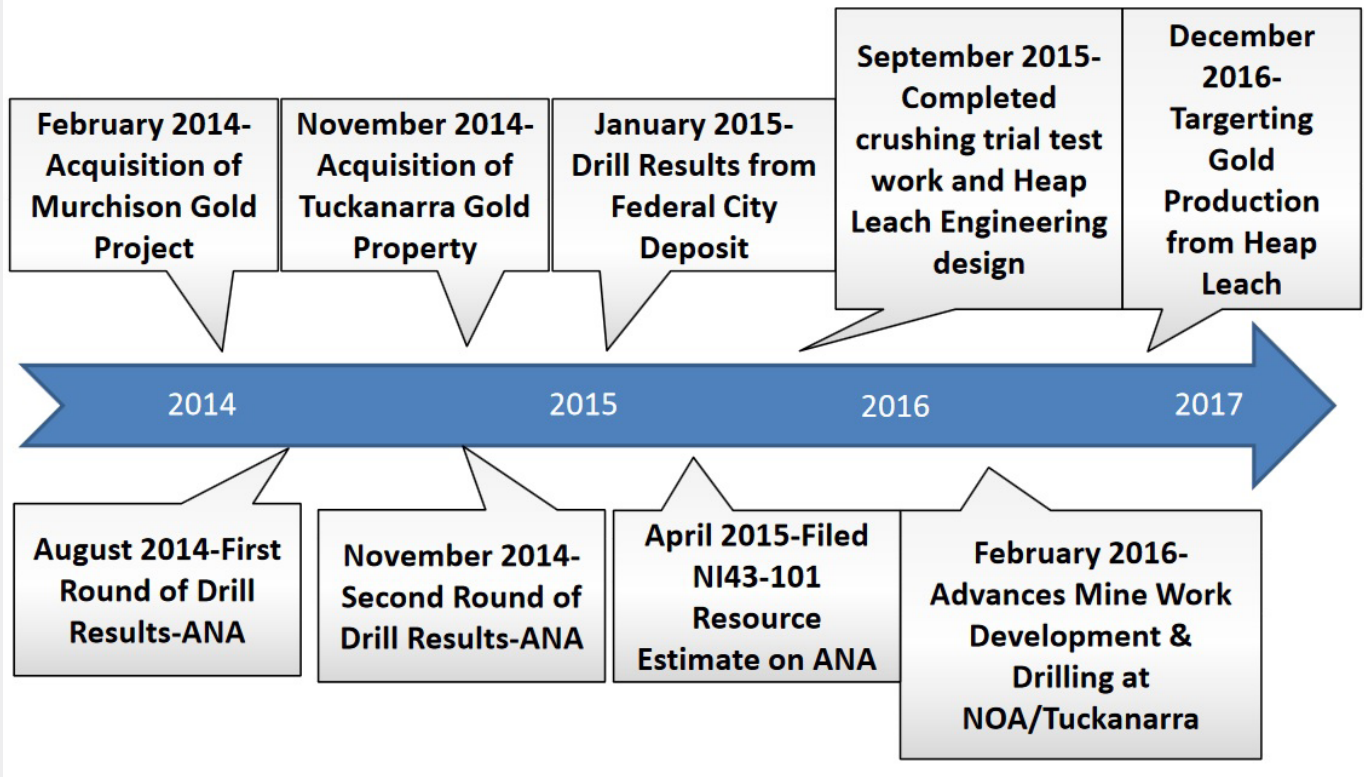 February 2014-
Acquisition of
Murchison Gold
Project
November 2014-
Acquisition of
Tuckanarra Gold
Property
January 2015-
Drill Results from
Federal City
Deposit
September 2015-
Completed
crushing trial test
work and Heap
Leach Engineering
design
December
2016-
Targerting
Gold
Production
from Heap
Leach
2014
2015
2016
2017
August 2014-First
Round of Drill
Results-ANA
November 2014-
Second Round of
Drill Results-ANA
April 2015-Filed
NI43-101
Resource
Estimate on ANA
February 2016-
Advances Mine Work
Development &
Drilling at
NOA/Tuckanarra